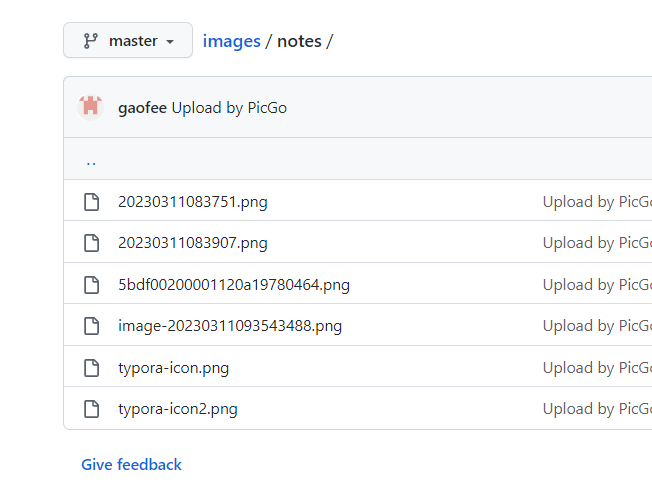 master images / notes /
gaofee Upload by PicGo
..
20230311083751.png Upload by PicGo
20230311083907.png Upload by PicGo
5bdf00200001120a19780464.png Upload by PicGo
image-20230311093543488.png Upload by PicGo
typora-icon.png Upload by PicGo
typora-icon2.png Upload by PicGo
Give feedback